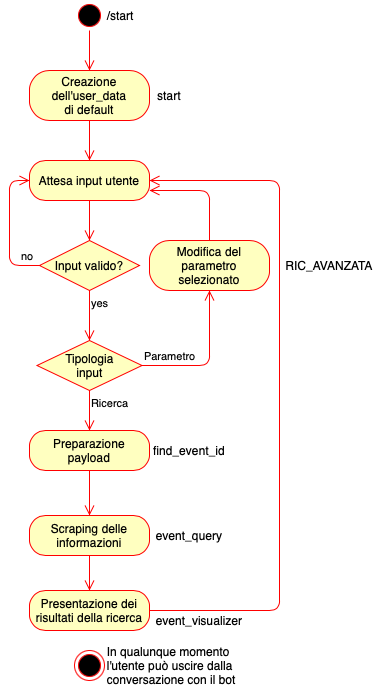 /start
Creazione
dell'user_data
di default
start
Attesa input utente
no
Input valido?
Modifica del
parametro
selezionato
RIC_AVANZATA
yes
Tipologia
input
Parametro
Ricerca
Preparazione
payload
find_event_id
Scraping delle
informazioni
event_query
Presentazione dei
risultati della ricerca
event_visualizer
In qualunque momento
l'utente può uscire dalla
conversazione con il bot